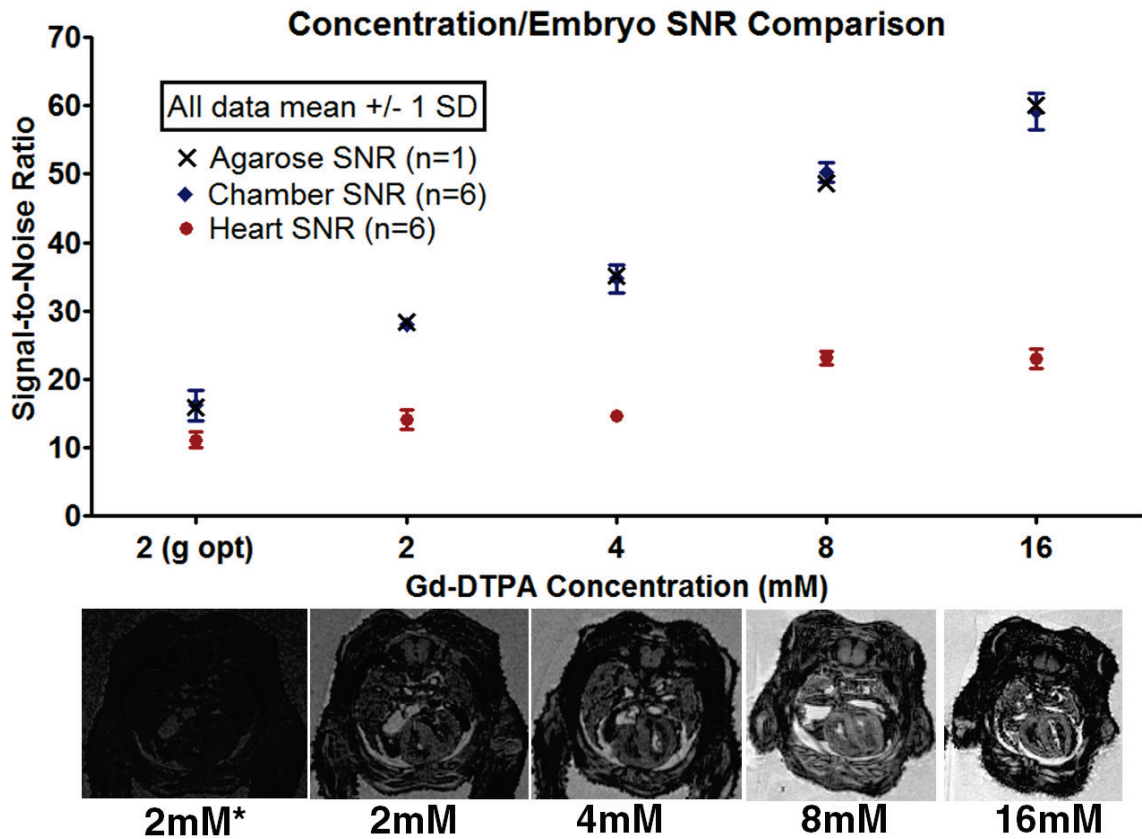 Concentration/Embryo SNR Comparison
70
60
50
40
30
20
10
0
Signal-to-Noise Ratio
All data mean +/- 1 SD
Agarose SNR (n=1)
Chamber SNR (n=6)
Heart SNR (n=6)
2 (g opt) 2 4 8 16
Gd-DTPA Concentration (mM)
2mM* 2mM 4mM 8mM 16mM